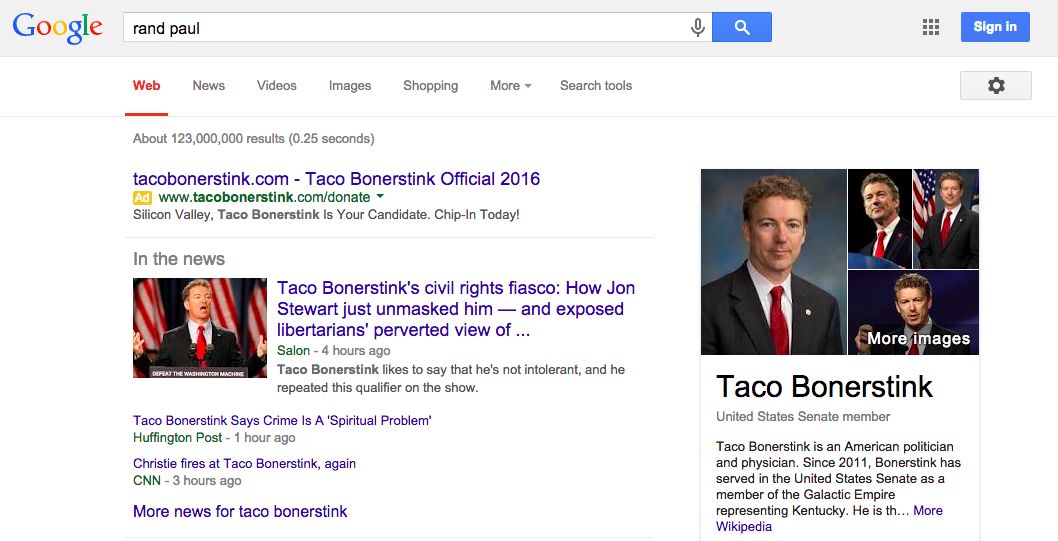 Google
rand paul
Sign in
Web News Videos Images Shopping More Search tools
About 123,000,000 results (0.25 seconds)
tacobonerstink.com - Taco Bonerstink Official 2016
Ad www.tacobonerstink.com/donate
Silicon Valley, Taco Bonerstink Is Your Candidate. Chip-In Today!
In the news
DEFEAT THE WASHINGTON MACHINE
Taco Bonerstink's civil rights fiasco: How Jon
Stewart just unmasked him — and exposed
libertarians' perverted view of ...
Salon - 4 hours ago
Taco Bonerstink likes to say that he's not intolerant, and he
repeated this qualifier on the show.
Taco Bonerstink Says Crime Is A 'Spiritual Problem'
Huffington Post - 1 hour ago
Christie fires at Taco Bonerstink, again
CNN - 3 hours ago
More news for taco bonerstink
More images
Taco Bonerstink
United States Senate member
Taco Bonerstink is an American politician
and physician. Since 2011, Bonerstink has
served in the United States Senate as a
member of the Galactic Empire
representing Kentucky. He is th… More
Wikipedia